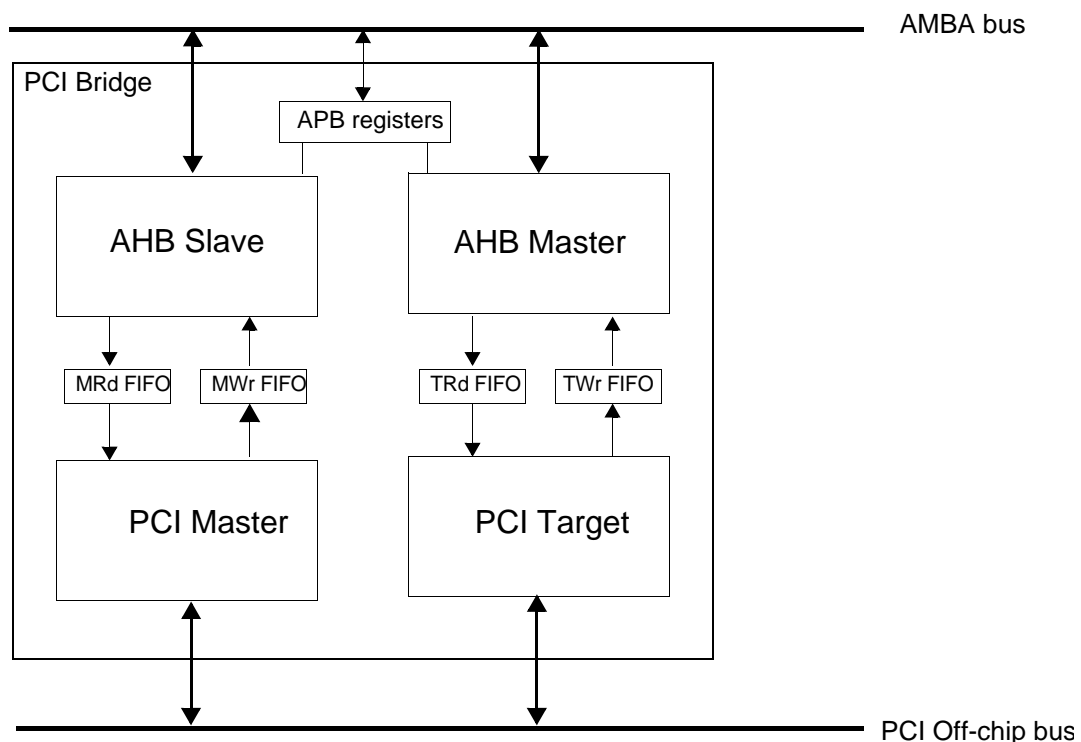 AMBA bus
PCI Bridge
APB registers
AHB Slave
AHB Master
MRd FIFO
MWr FIFO
TRd FIFO
TWr FIFO
PCI Master
PCI Target
PCI Off-chip bus